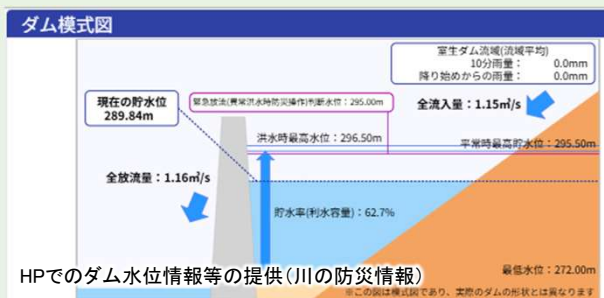 ダム模式図
室生ダム流域(流域平均)
10分雨量： 0.0mm
降り始めからの雨量： 0.0mm
現在の貯水位
289.84m
緊急放流(異常洪水時防災操作)判断水位：295.00m
全流入量：1.15㎥/s
洪水時最高水位：296.50m
平常時最高貯水位：295.50m
全放流量：1.16㎥/s
貯水率(利水容量)：62.7%
最低水位：272.00m
HPでのダム水位情報等の提供（川の防災情報）
※この図は模式図であり、実際のダムの形状とは異なります